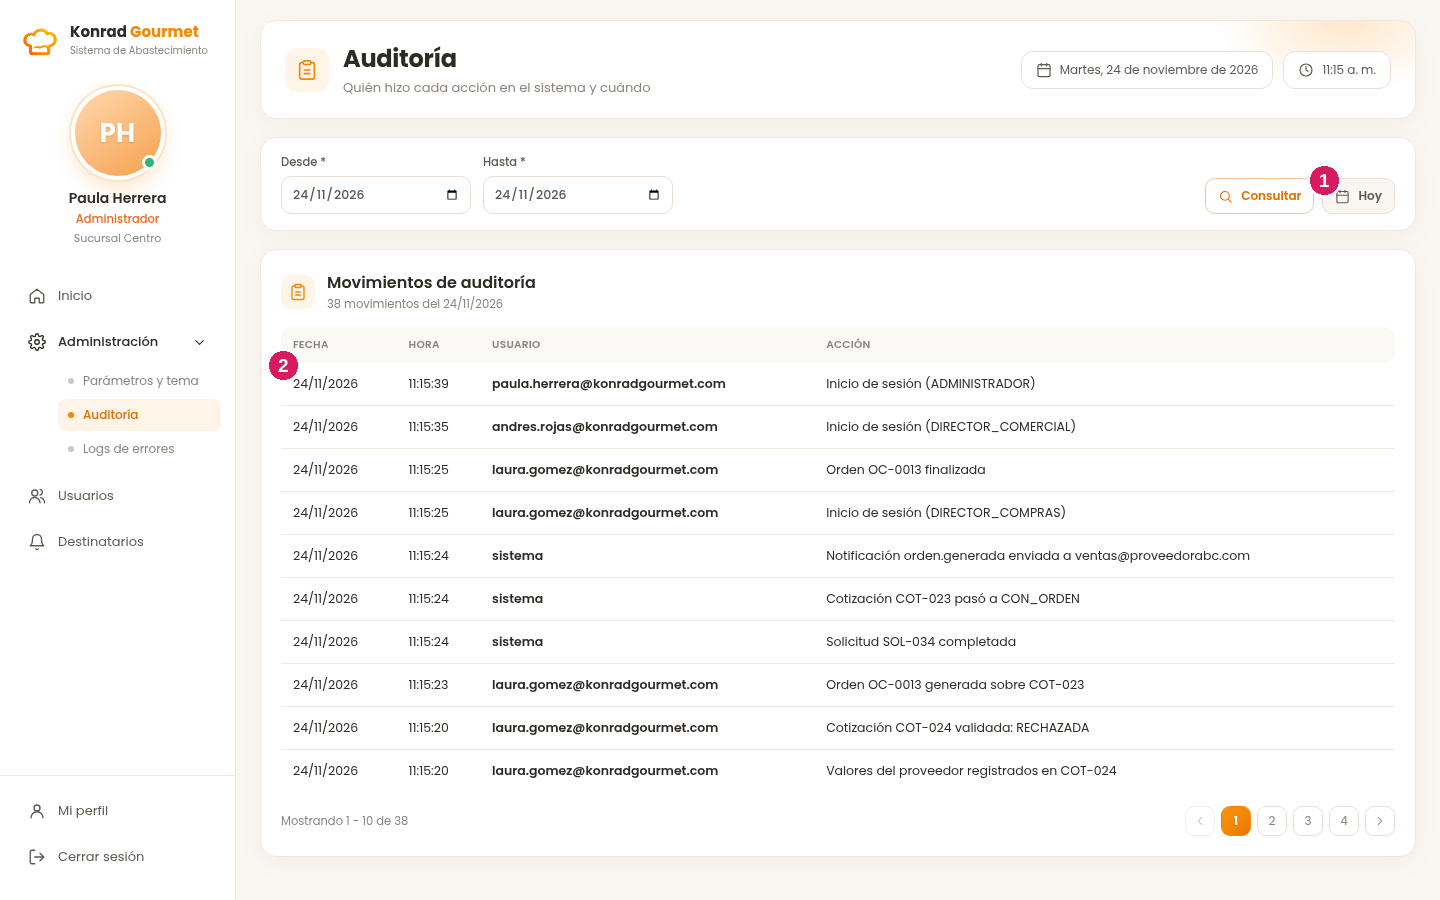 Konrad Gourmet
Sistema de Abastecimiento
PH
Paula Herrera
Administrador
Sucursal Centro
Inicio
Administración
Parámetros y tema
Auditoría
Logs de errores
Usuarios
Destinatarios
Mi perfil
Cerrar sesión
Auditoría
Quién hizo cada acción en el sistema y cuándo
Martes, 24 de noviembre de 2026
11:15 a. m.
Desde *
Hasta *
24/11/2026
24/11/2026
Consultar
1
Hoy
Movimientos de auditoría
38 movimientos del 24/11/2026
FECHA HORA USUARIO ACCIÓN
2
24/11/2026 11:15:39 paula.herrera@konradgourmet.com Inicio de sesión (ADMINISTRADOR)
24/11/2026 11:15:35 andres.rojas@konradgourmet.com Inicio de sesión (DIRECTOR_COMERCIAL)
24/11/2026 11:15:25 laura.gomez@konradgourmet.com Orden OC-0013 finalizada
24/11/2026 11:15:25 laura.gomez@konradgourmet.com Inicio de sesión (DIRECTOR_COMPRAS)
24/11/2026 11:15:24 sistema Notificación orden.generada enviada a ventas@proveedorabc.com
24/11/2026 11:15:24 sistema Cotización COT-023 pasó a CON_ORDEN
24/11/2026 11:15:24 sistema Solicitud SOL-034 completada
24/11/2026 11:15:23 laura.gomez@konradgourmet.com Orden OC-0013 generada sobre COT-023
24/11/2026 11:15:20 laura.gomez@konradgourmet.com Cotización COT-024 validada: RECHAZADA
24/11/2026 11:15:20 laura.gomez@konradgourmet.com Valores del proveedor registrados en COT-024
Mostrando 1 - 10 de 38
1 2 3 4